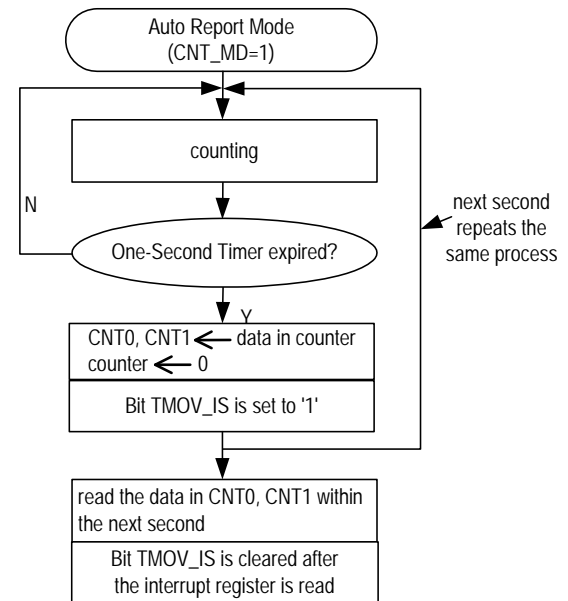 Auto Report Mode
(CNT_MD=1)
counting
N
next second
repeats the
same process
One-Second Timer expired?
Y
CNT0, CNT1 ← data in counter
counter ← 0
Bit TMOV_IS is set to '1'
read the data in CNT0, CNT1 within
the next second
Bit TMOV_IS is cleared after
the interrupt register is read